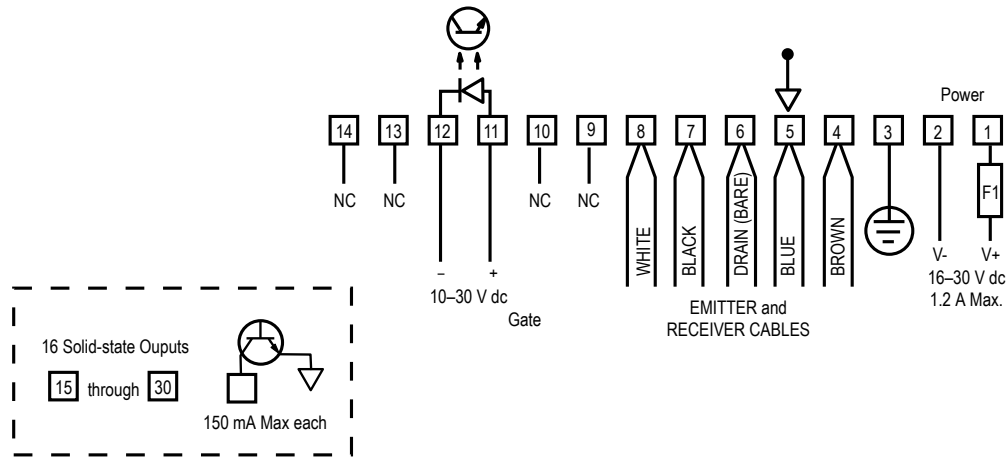 Power
14 13 12 11 10 9 8 7 6 5 4 3 2 1
F1
NC NC NC NC
WHITE
BLACK
DRAIN (BARE)
BLUE
BROWN
– +
10–30 V dc
Gate
EMITTER and
RECEIVER CABLES
V- V+
16–30 V dc
1.2 A Max.
16 Solid-state Ouputs
15 through 30
150 mA Max each